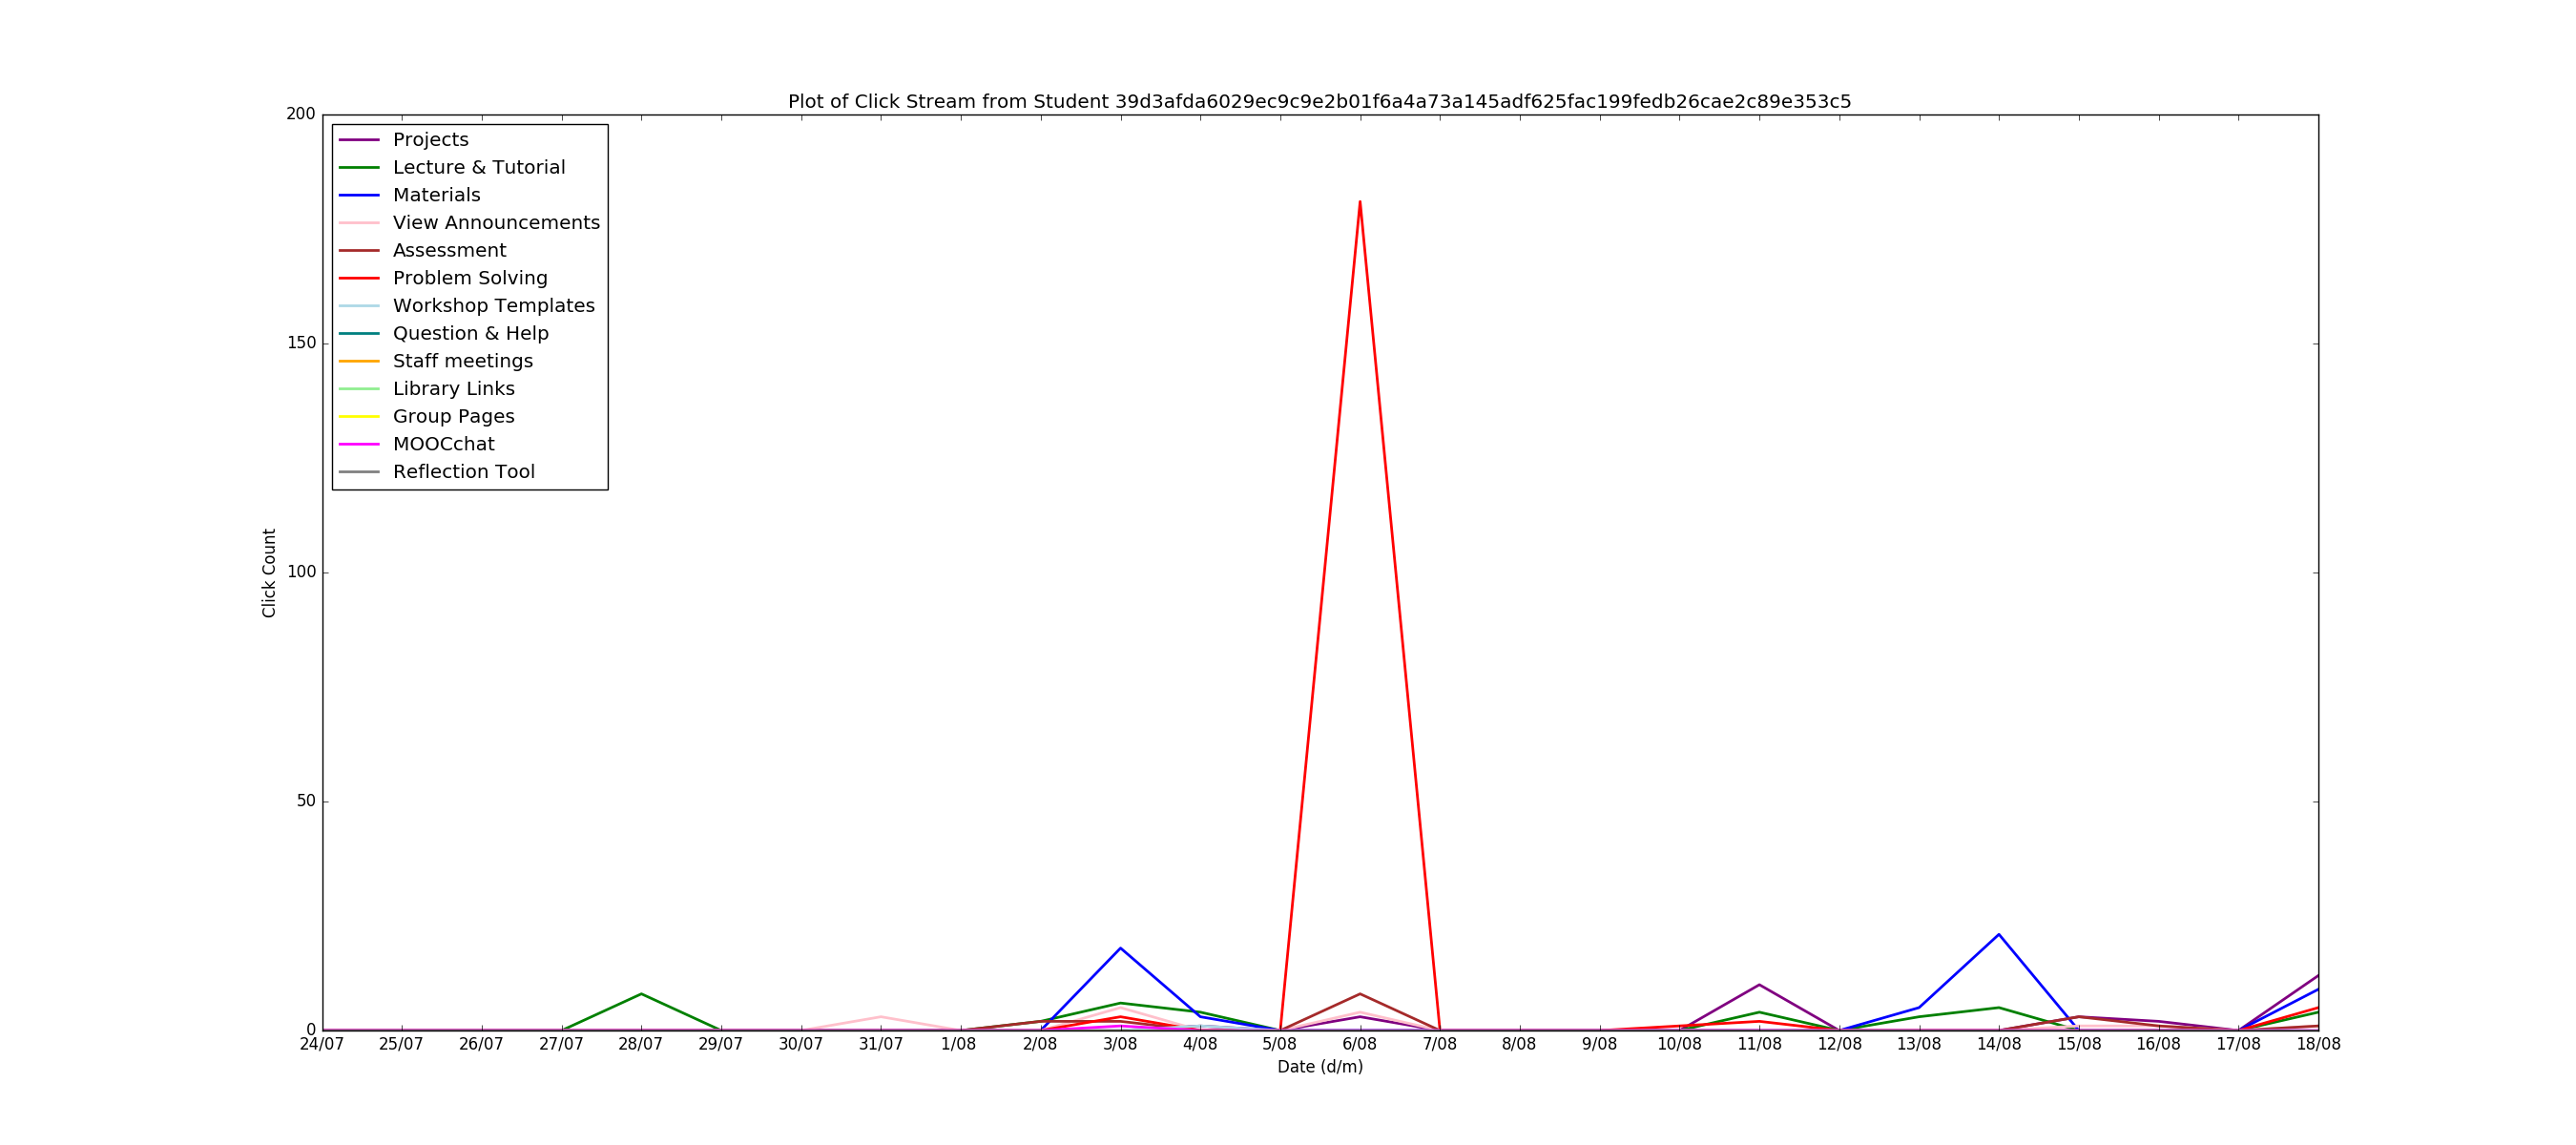 Plot of Click Stream from Student 39d3afda6029ec9c9e2b01f6a4a73a145adf625fac199fedb26cae2c89e353c5
200
150
100
50
0
Click Count
Projects
Lecture & Tutorial
Materials
View Announcements
Assessment
Problem Solving
Workshop Templates
Question & Help
Staff meetings
Library Links
Group Pages
MOOCchat
Reflection Tool
24/07 25/07 26/07 27/07 28/07 29/07 30/07 31/07 1/08 2/08 3/08 4/08 5/08 6/08 7/08 8/08 9/08 10/08 11/08 12/08 13/08 14/08 15/08 16/08 17/08 18/08
Date (d/m)